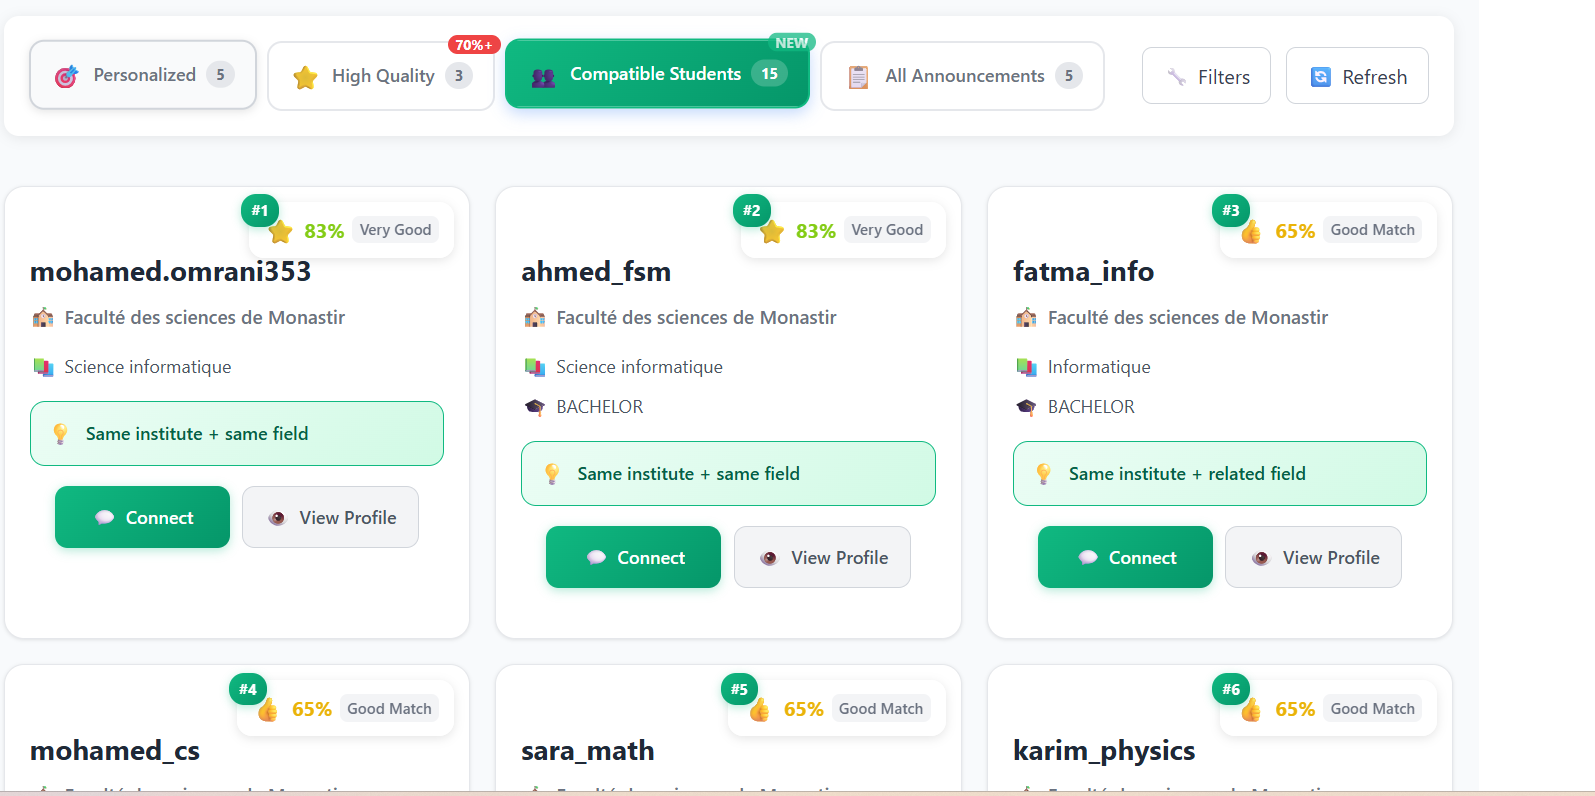 Personalized 5
70%+
High Quality 3
NEW
Compatible Students 15
All Announcements 5
Filters
Refresh
#1
83% Very Good
mohamed.omrani353
Faculté des sciences de Monastir
Science informatique
Same institute + same field
Connect
View Profile
#2
83% Very Good
ahmed_fsm
Faculté des sciences de Monastir
Science informatique
BACHELOR
Same institute + same field
Connect
View Profile
#3
65% Good Match
fatma_info
Faculté des sciences de Monastir
Informatique
BACHELOR
Same institute + related field
Connect
View Profile
#4
65% Good Match
mohamed_cs
#5
65% Good Match
sara_math
#6
65% Good Match
karim_physics